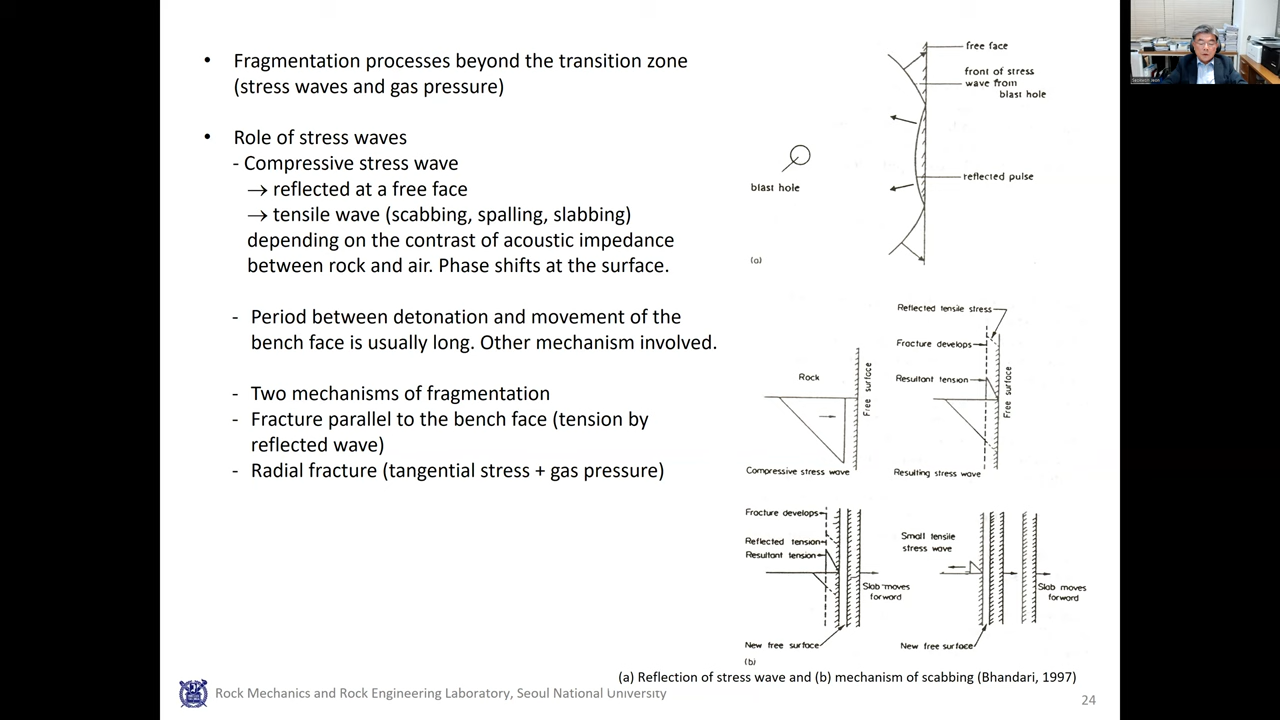 • Fragmentation processes beyond the transition zone
(stress waves and gas pressure)
• Role of stress waves
- Compressive stress wave
→ reflected at a free face
→ tensile wave (scabbing, spalling, slabbing)
depending on the contrast of acoustic impedance
between rock and air. Phase shifts at the surface.
- Period between detonation and movement of the
bench face is usually long. Other mechanism involved.
- Two mechanisms of fragmentation
- Fracture parallel to the bench face (tension by
reflected wave)
- Radial fracture (tangential stress + gas pressure)
free face
front of stress
wave from
blast hole
blast hole
reflected pulse
(a)
Reflected tensile stress
Fracture develops
Rock
Resultant tension
Free surface
Free surface
Compressive stress wave
Resulting stress wave
Fracture develops
Reflected tension
Resultant tension
Slab moves
forward
New free surface
Small tensile
stress wave
Slab moves
forward
New free surface
(b)
(a) Reflection of stress wave and (b) mechanism of scabbing (Bhandari, 1997)
Rock Mechanics and Rock Engineering Laboratory, Seoul National University
24